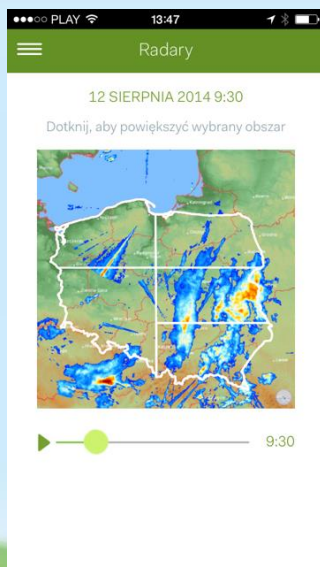 PLAY 13:47
Radary
12 SIERPNIA 2014 9:30
Dotknij, aby powiększyć wybrany obszar
9:30